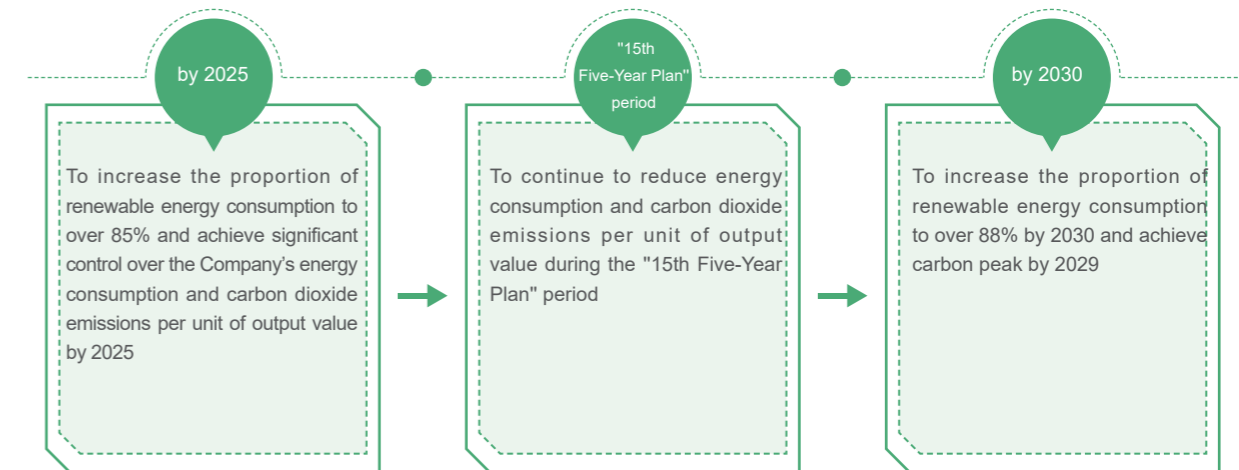 by 2025
To increase the proportion of
renewable energy consumption to
over 85% and achieve significant
control over the Company's energy
consumption and carbon dioxide
emissions per unit of output value
by 2025
"15th
Five-Year Plan"
period
To continue to reduce energy
consumption and carbon dioxide
emissions per unit of output
value during the "15th Five-Year
Plan" period
by 2030
To increase the proportion of
renewable energy consumption
to over 88% by 2030 and achieve
carbon peak by 2029